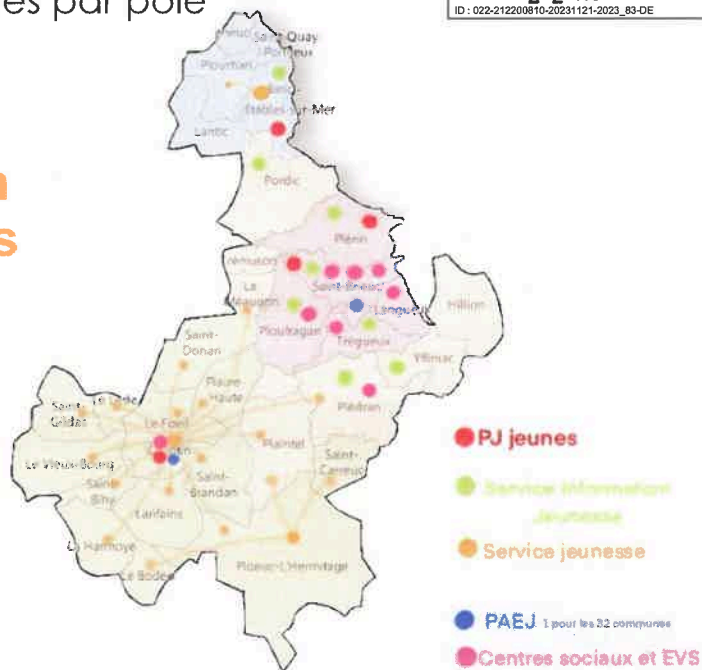 es par pôle
ID : 022-212200810-20231121-2023_83-DE
n
s
Saint-Quay
Portrieux
Plourhan
Binic-
Etables-sur-Mer
Lantic
Pordic
Plérin
Trémuson
Saint-Brieuc
La
Méaugon
Langueux
Hillion
Ploufragan
Trégueux
Yffiniac
Saint-
Donan
Plaine-
Haute
Plédran
Saint-
Gildas
Le Foeil
Plaintel
Le Vieux-Bourg
Saint-
Brandan
Saint-
Carreuc
Saint-
Bihy
Lanfains
La Harmoye
Le Bodeo
Ploeuc-L'Hermitage
PJ jeunes
Service Information
Jeunesse
Service jeunesse
PAEJ 1 pour les 32 communes
Centres sociaux et EVS